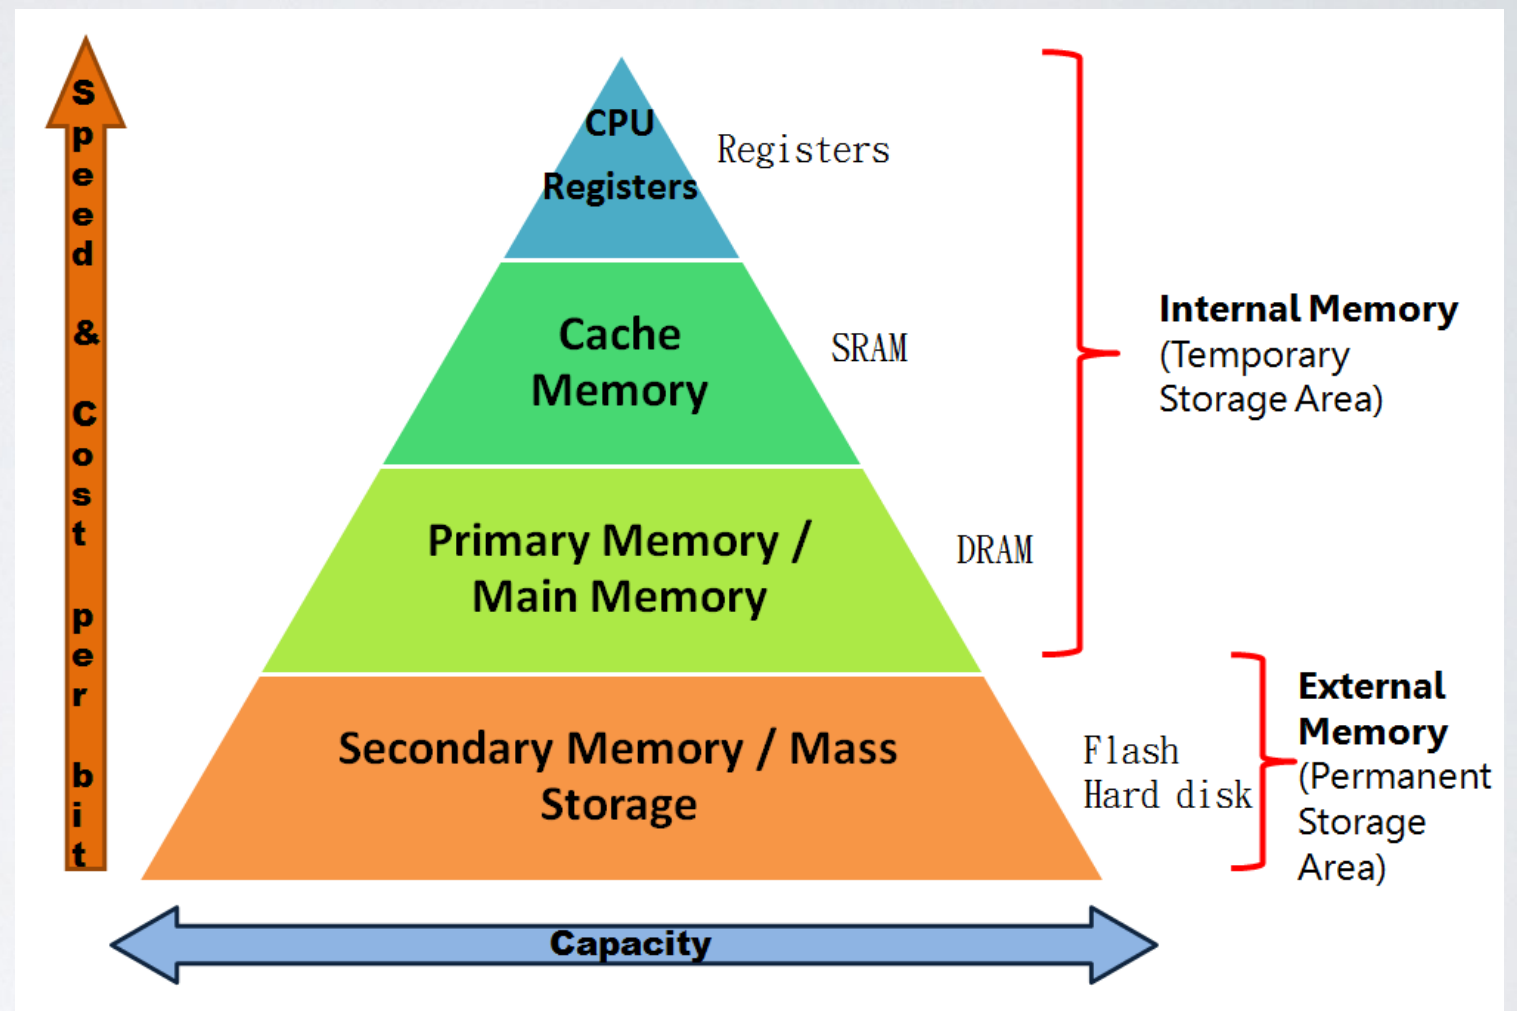 Speed & Cost per bit
CPU
Registers
Registers
Cache
Memory
SRAM
Primary Memory /
Main Memory
DRAM
Secondary Memory / Mass
Storage
Flash
Hard disk
Internal Memory
(Temporary
Storage Area)
External
Memory
(Permanent
Storage
Area)
Capacity